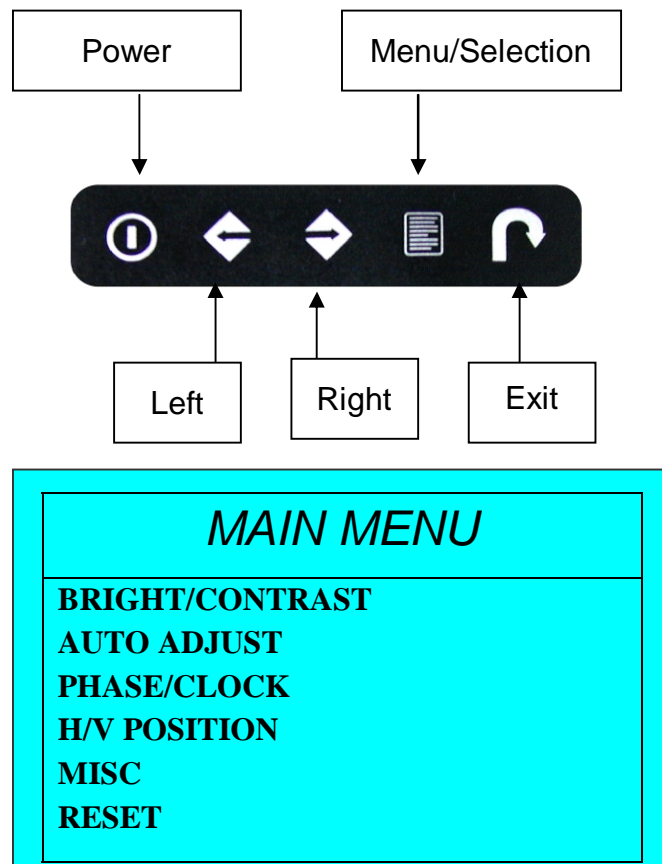 Power
Menu/Selection
Left
Right
Exit
MAIN MENU
BRIGHT/CONTRAST
AUTO ADJUST
PHASE/CLOCK
H/V POSITION
MISC
RESET